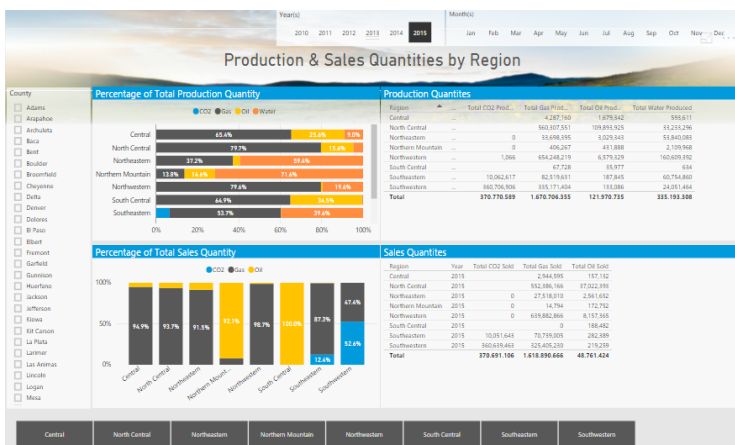 Year(s)
Month(s)
2010 2011 2012 2013 2014 2015
Jan Feb Mar Apr May Jun Jul Aug Sep Oct Nov Dec
Production & Sales Quantities by Region
County
Adams
Arapahoe
Archuleta
Baca
Bent
Boulder
Broomfield
Cheyenne
Delta
Denver
Dolores
El Paso
Elbert
Fremont
Garfield
Gunnison
Huerfano
Jackson
Jefferson
Kiowa
Kit Carson
La Plata
Larimer
Las Animas
Lincoln
Logan
Mesa
Percentage of Total Production Quantity
CO2 Gas Oil Water
Central 65.4% 25.6% 9.0%
North Central 79.7% 15.6%
Northeastern 37.2% 59.4%
Northern Mountain 13.8% 14.6% 71.6%
Northwestern 79.6% 19.6%
South Central 64.9% 34.5%
Southeastern 53.7% 39.6%
0% 20% 40% 60% 80% 100%
Production Quantites
Region ... Total CO2 Prod... Total Gas Prod... Total Oil Prod... Total Water Produced
Central ... 4,287,160 1,679,342 593,611
North Central ... 560,307,551 109,893,925 33,233,296
Northeastern ... 0 33,698,395 3,029,343 53,840,083
Northern Mountain ... 0 406,267 431,888 2,109,968
Northwestern ... 1,066 654,248,219 6,579,329 160,609,392
South Central ... 67,728 35,977 634
Southeastern ... 10,062,617 82,519,631 187,845 60,754,860
Southwestern ... 360,706,906 335,171,404 133,086 24,051,464
Total 370.770.589 1.670.706.355 121.970.735 335.193.308
Percentage of Total Sales Quantity
CO2 Gas Oil
100%
50%
0%
94.9% 93.7% 91.5% 92.1% 98.7% 100.0% 87.3% 12.4% 47.4% 52.6%
Central North Central Northeastern Northern Mount... Northwestern South Central Southeastern Southwestern
Sales Quantites
Region Year Total CO2 Sold Total Gas Sold Total Oil Sold
Central 2015 2,944,595 157,132
North Central 2015 552,386,166 37,022,393
Northeastern 2015 0 27,518,010 2,561,652
Northern Mountain 2015 0 14,794 172,752
Northwestern 2015 0 639,882,866 8,157,365
South Central 2015 0 188,482
Southeastern 2015 10,051,643 70,739,005 282,389
Southwestern 2015 360,639,463 325,405,230 219,259
Total 370.691.106 1.618.890.666 48.761.424
Central North Central Northeastern Northern Mountain Northwestern South Central Southeastern Southwestern